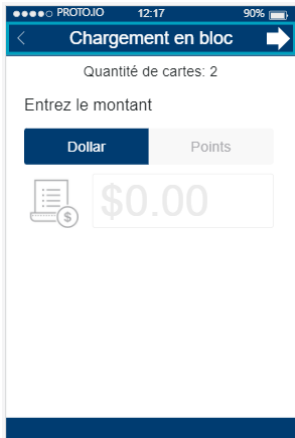 PROTO.IO 12:17 90%
Chargement en bloc
Quantité de cartes: 2
Entrez le montant
Dollar Points
$0.00
$